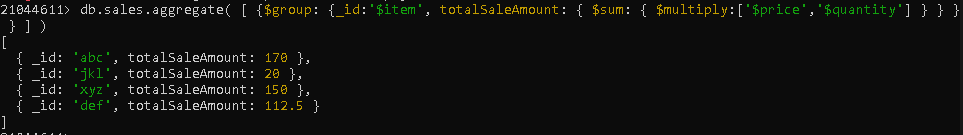 21044611> db.sales.aggregate( [ {$group: {_id:'$item', totalSaleAmount: { $sum: { $multiply:['$price','$quantity'] } } }
} ] )
[
{ _id: 'abc', totalSaleAmount: 170 },
{ _id: 'jkl', totalSaleAmount: 20 },
{ _id: 'xyz', totalSaleAmount: 150 },
{ _id: 'def', totalSaleAmount: 112.5 }
]
21044611>